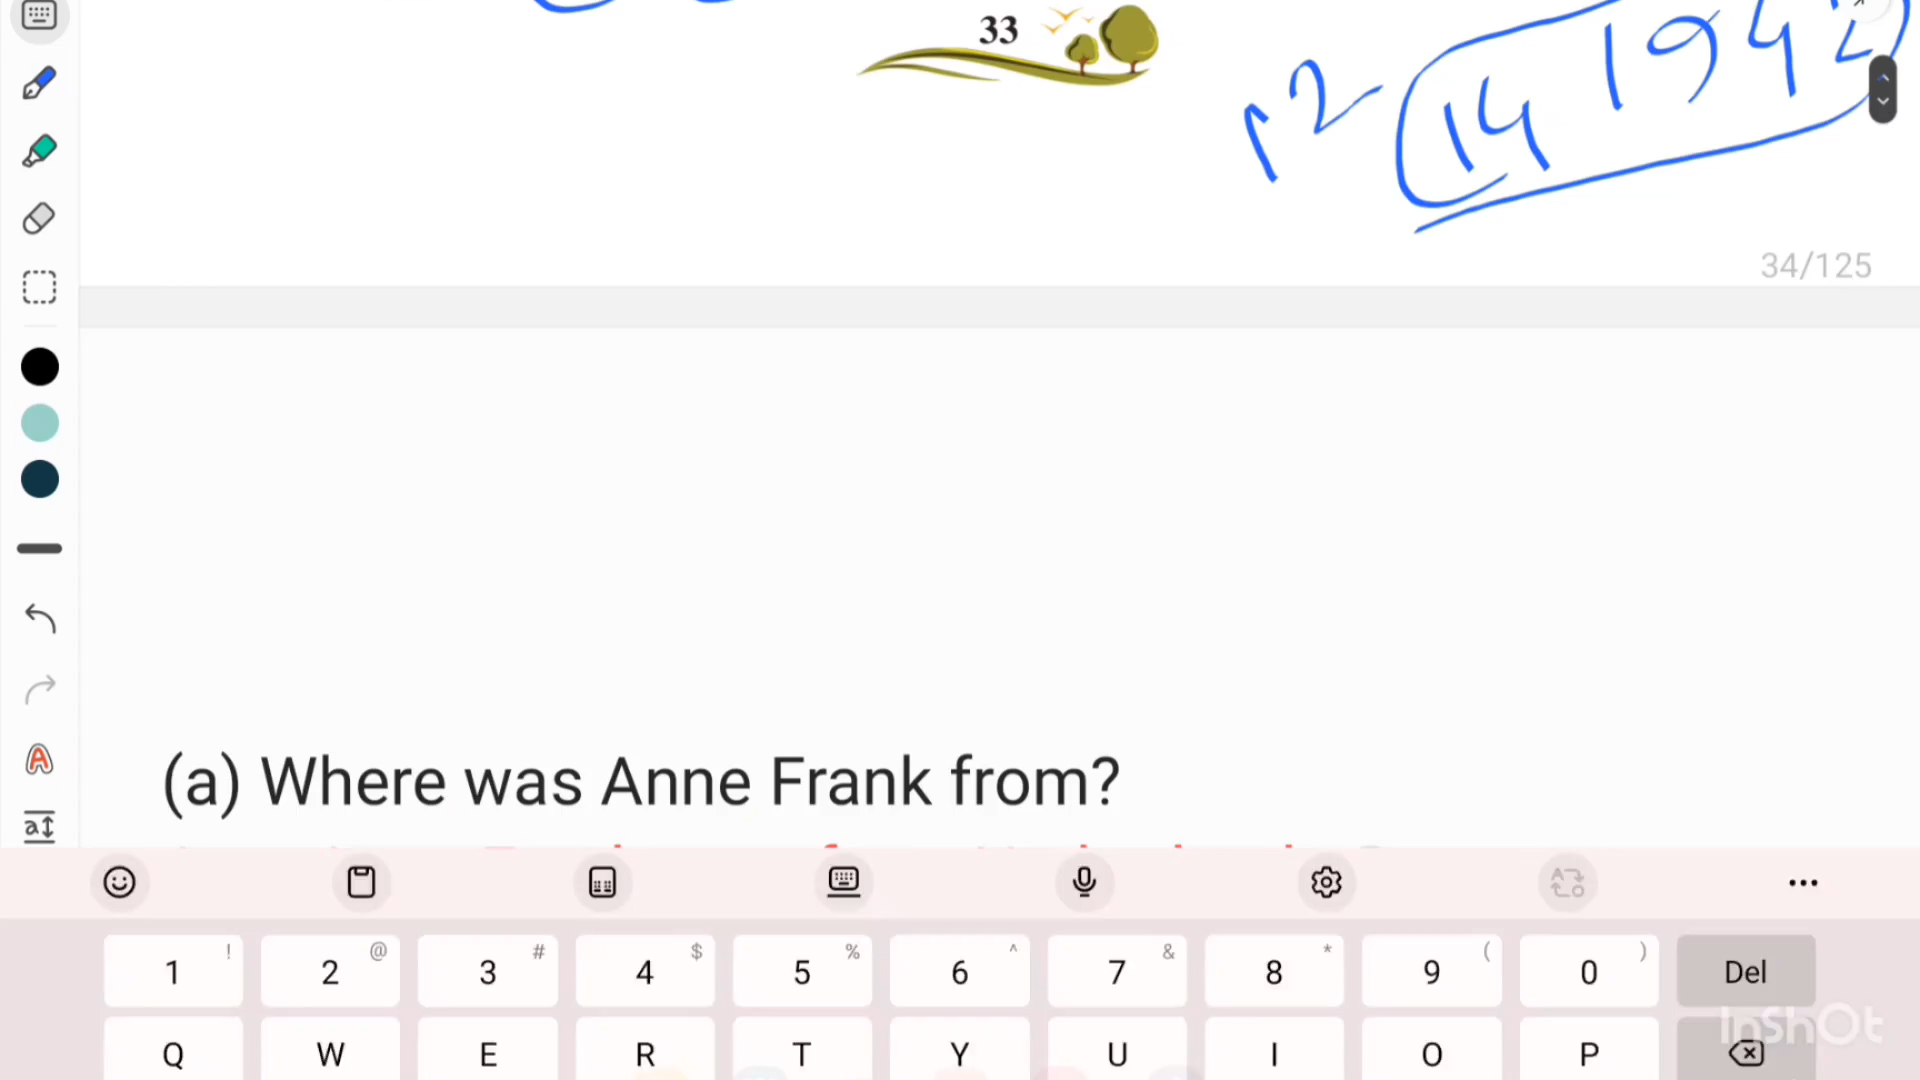 33
12 14 1942
34/125
(a) Where was Anne Frank from?
A
a
! @ # $ % ^ & * ( )
1 2 3 4 5 6 7 8 9 0 Del
Q W E R T Y U I O P
InShOt